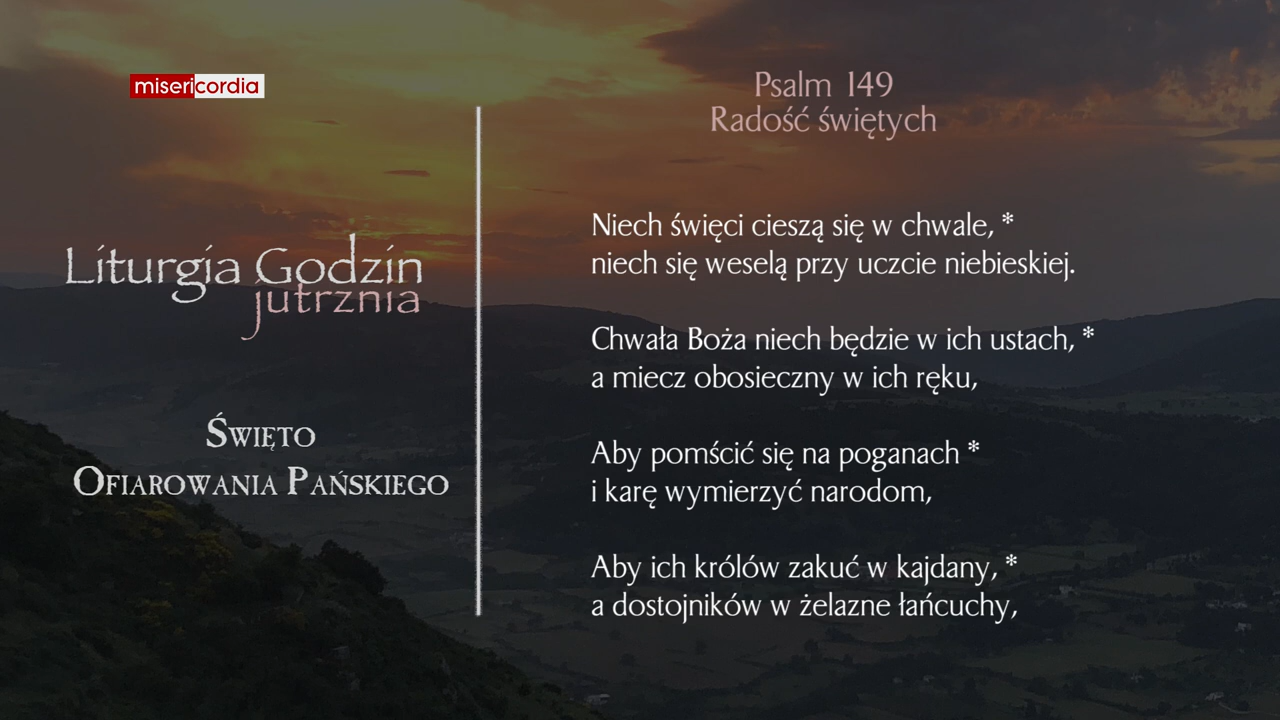 misericordia
Liturgia Godzin
jutrznia
Święto
Ofiarowania Pańskiego
Psalm 149
Radość świętych
Niech święci cieszą się w chwale, *
niech się weselą przy uczcie niebieskiej.
Chwała Boża niech będzie w ich ustach, *
a miecz obosieczny w ich ręku,
Aby pomścić się na poganach *
i karę wymierzyć narodom,
Aby ich królów zakuć w kajdany, *
a dostojników w żelazne łańcuchy,